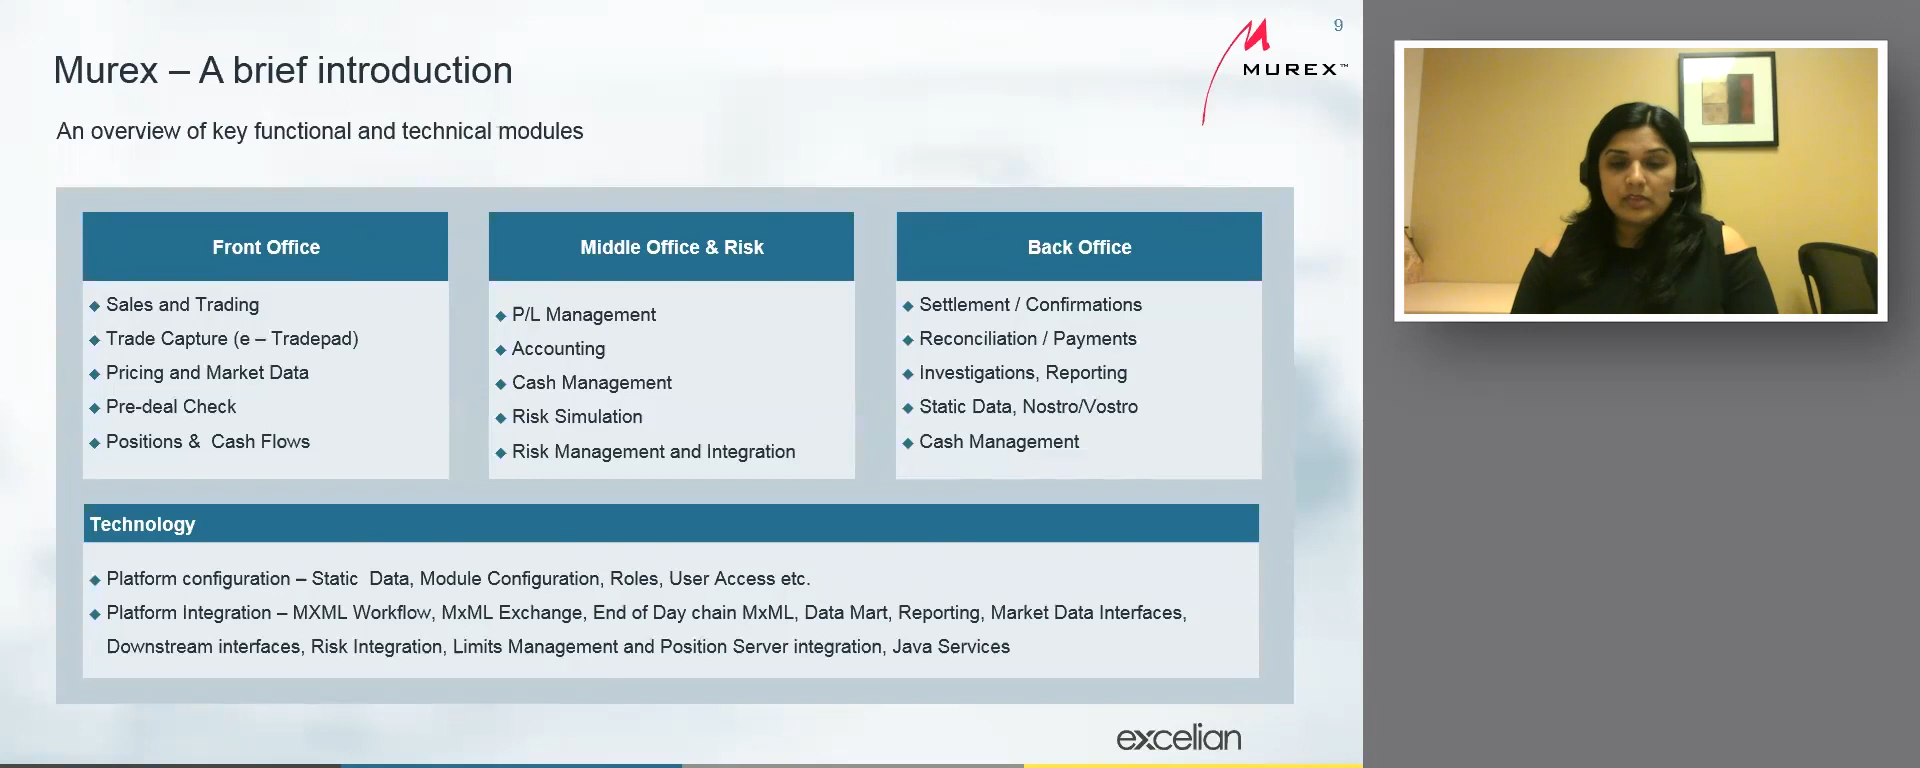 9
MUREX™
Murex – A brief introduction
An overview of key functional and technical modules
Front Office
Sales and Trading
Trade Capture (e – Tradepad)
Pricing and Market Data
Pre-deal Check
Positions & Cash Flows
Middle Office & Risk
P/L Management
Accounting
Cash Management
Risk Simulation
Risk Management and Integration
Back Office
Settlement / Confirmations
Reconciliation / Payments
Investigations, Reporting
Static Data, Nostro/Vostro
Cash Management
Technology
Platform configuration – Static Data, Module Configuration, Roles, User Access etc.
Platform Integration – MXML Workflow, MxML Exchange, End of Day chain MxML, Data Mart, Reporting, Market Data Interfaces,
Downstream interfaces, Risk Integration, Limits Management and Position Server integration, Java Services
excelian